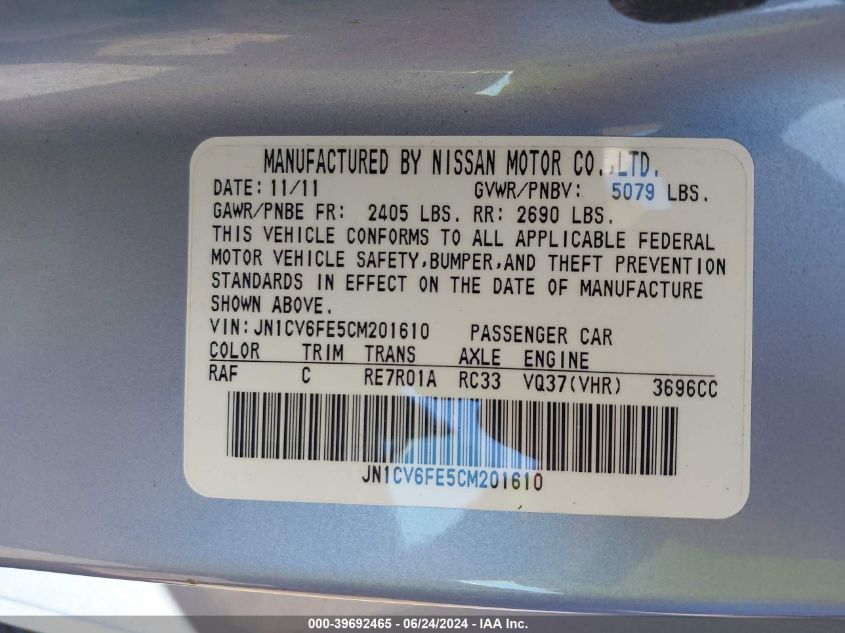 MANUFACTURED BY NISSAN MOTOR CO.,LTD.
DATE: 11/11 GVWR/PNBV: 5079 LBS.
GAWR/PNBE FR: 2405 LBS. RR: 2690 LBS.
THIS VEHICLE CONFORMS TO ALL APPLICABLE FEDERAL
MOTOR VEHICLE SAFETY,BUMPER,AND THEFT PREVENTION
STANDARDS IN EFFECT ON THE DATE OF MANUFACTURE
SHOWN ABOVE.
VIN:JN1CV6FE5CM201610 PASSENGER CAR
COLOR TRIM TRANS AXLE ENGINE
RAF C RE7R01A RC33 VQ37(VHR) 3696CC
JN1CV6FE5CM201610
000-39692465 - 06/24/2024 - IAA Inc.